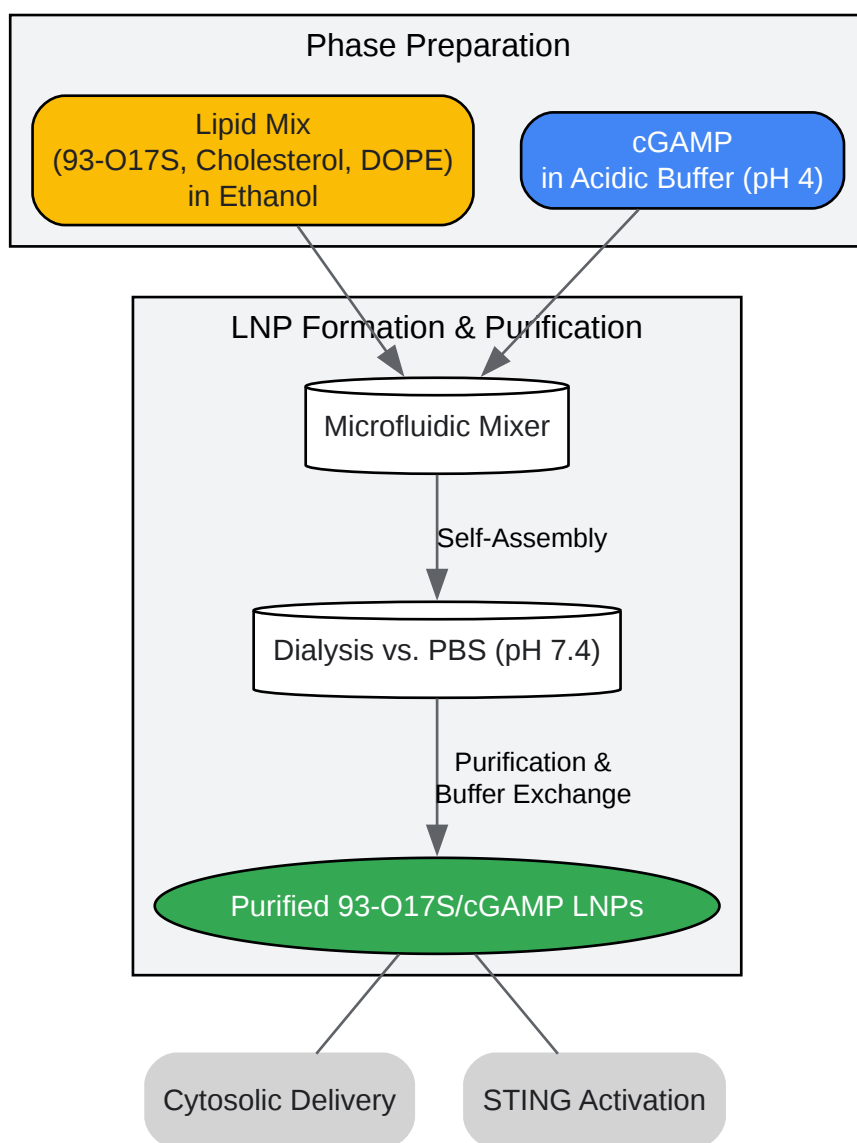 Phase Preparation
Lipid Mix
(93-O17S, Cholesterol, DOPE)
in Ethanol
cGAMP
in Acidic Buffer (pH 4)
LNP Formation & Purification
Microfluidic Mixer
Self-Assembly
Dialysis vs. PBS (pH 7.4)
Purification &
Buffer Exchange
Purified 93-O17S/cGAMP LNPs
Cytosolic Delivery
STING Activation